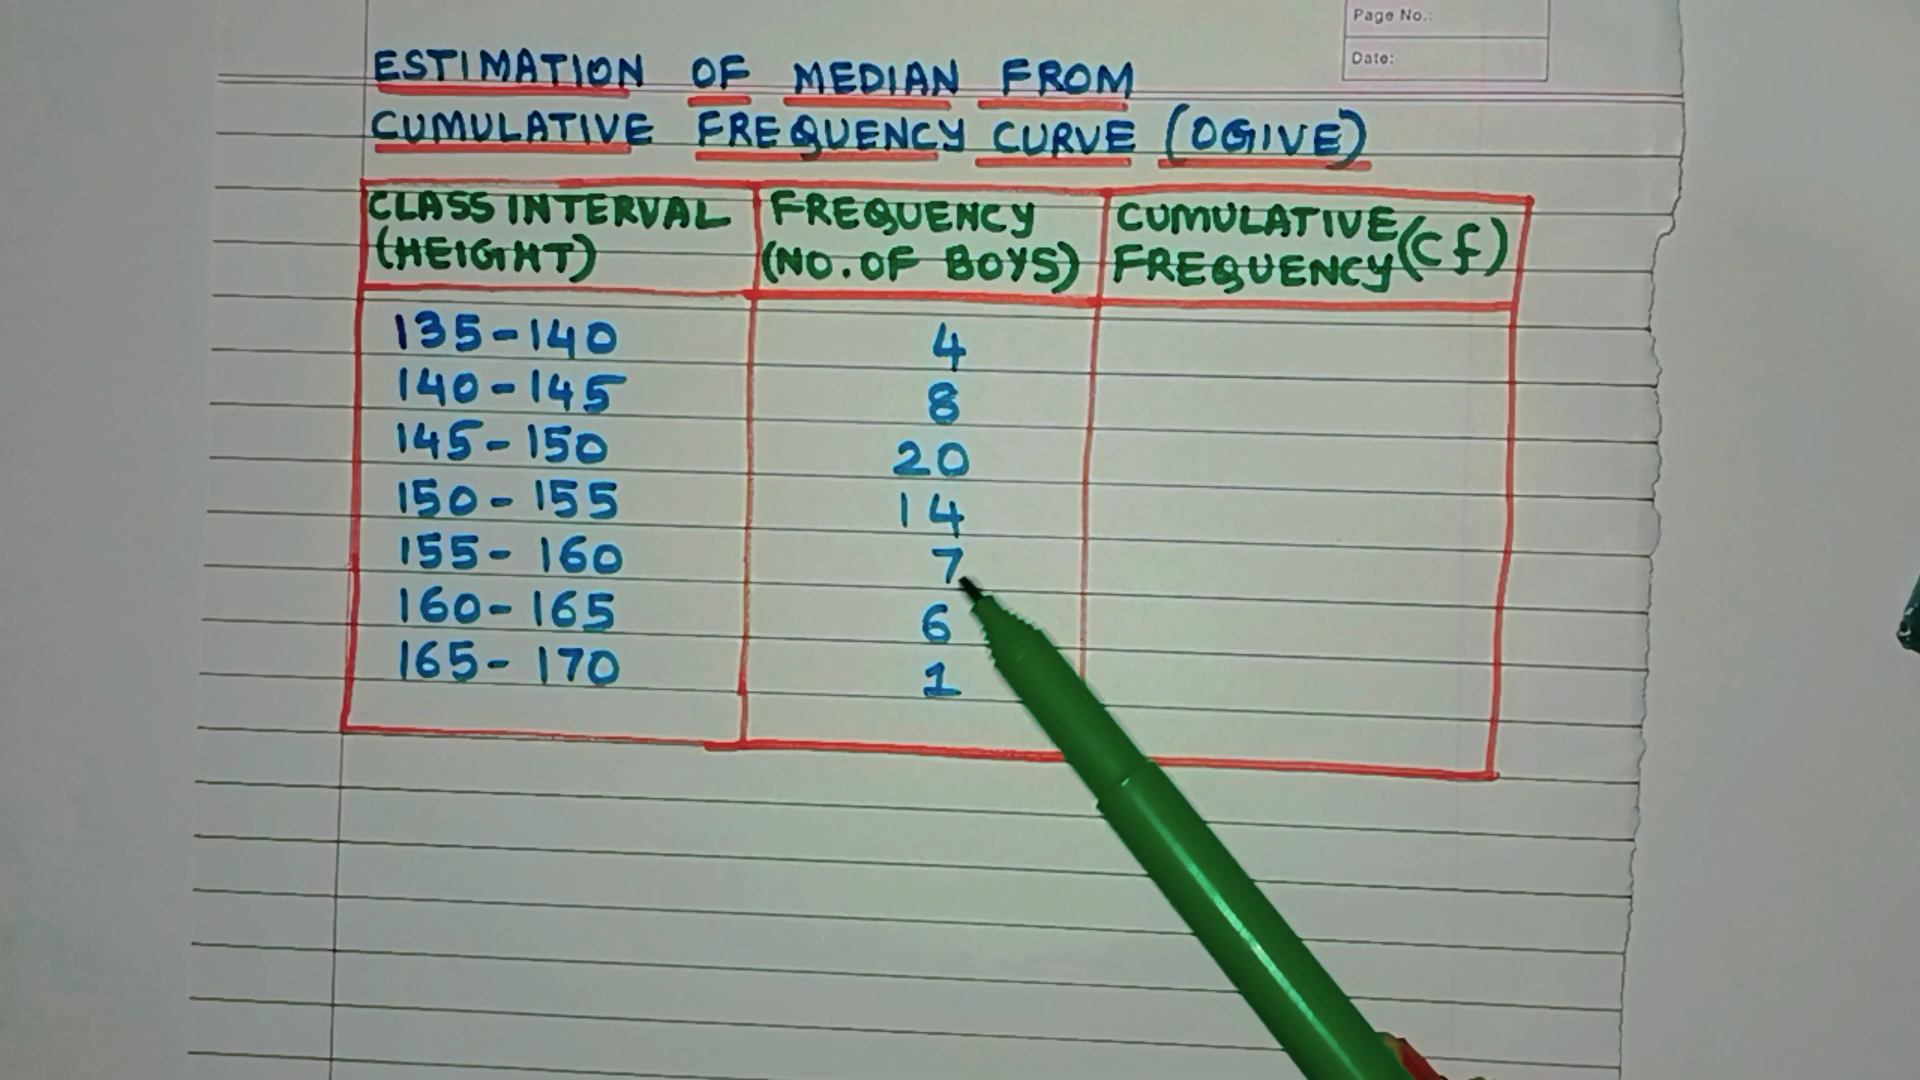 Page No.:
Date:
ESTIMATION OF MEDIAN FROM
CUMULATIVE FREQUENCY CURVE (OGIVE)
CLASS INTERVAL (HEIGHT) FREQUENCY (NO. OF BOYS) CUMULATIVE FREQUENCY (cf)
135-140 4
140-145 8
145-150 20
150-155 14
155-160 7
160-165 6
165-170 1